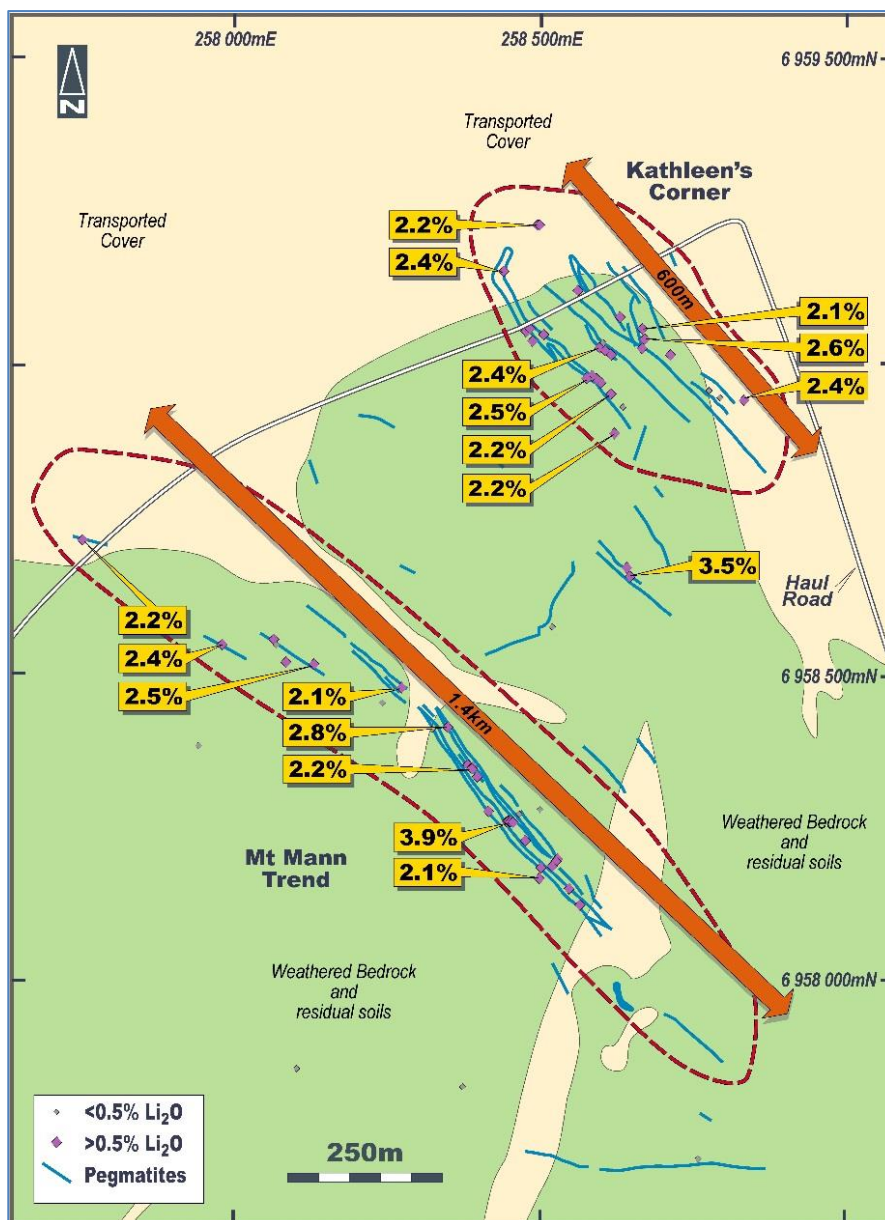 258 000mE
258 500mE
6 959 500mN
N
Transported
Cover
Kathleen's
Corner
Transported
Cover
2.2%
2.4%
600m
2.1%
2.6%
2.4%
2.4%
2.5%
2.2%
2.2%
3.5%
Haul
Road
2.2%
2.4%
2.5%
6 958 500mN
2.1%
2.8%
2.2%
1.4km
3.9%
2.1%
Mt Mann
Trend
Weathered Bedrock
and
residual soils
Weathered Bedrock
and
residual soils
6 958 000mN
<0.5% Li₂O
>0.5% Li₂O
Pegmatites
250m